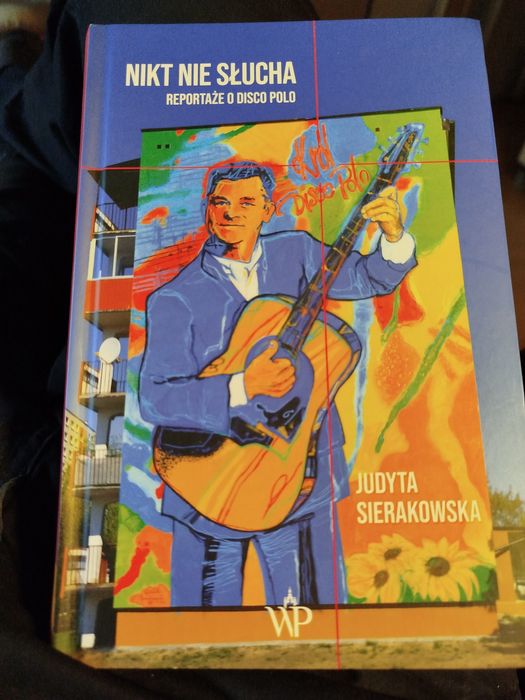 NIKT NIE SŁUCHA
REPORTAŻE O DISCO POLO
Król
Disco Polo
JUDYTA
SIERAKOWSKA
WP